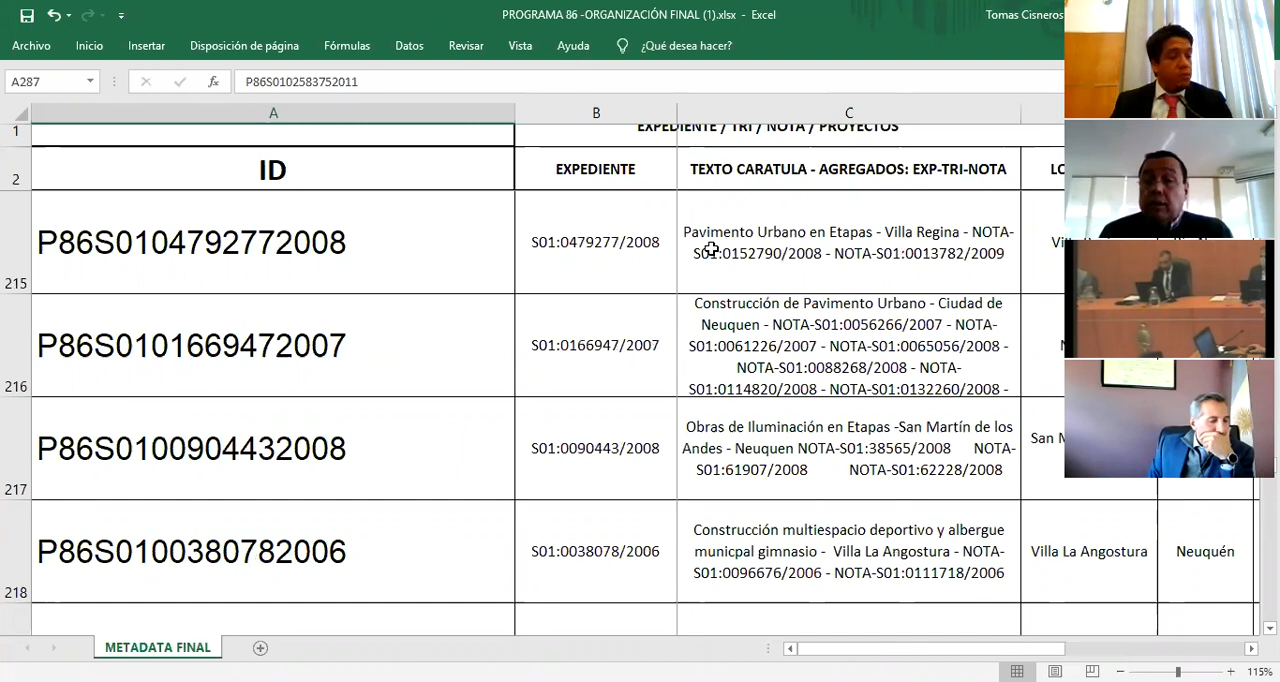 PROGRAMA 86 -ORGANIZACIÓN FINAL (1).xlsx - Excel
Tomas Cisneros
Archivo Inicio Insertar Disposición de página Fórmulas Datos Revisar Vista Ayuda ¿Qué desea hacer?
A287 fx P86S0102583752011
A B C
1 EXPEDIENTE / TRI / NOTA / PROYECTOS
2 ID EXPEDIENTE TEXTO CARATULA - AGREGADOS: EXP-TRI-NOTA LO
P86S0104792772008 S01:0479277/2008 Pavimento Urbano en Etapas - Villa Regina - NOTA-
S01:0152790/2008 - NOTA-S01:0013782/2009
215
P86S0101669472007 S01:0166947/2007 Construcción de Pavimento Urbano - Ciudad de
Neuquen - NOTA-S01:0056266/2007 - NOTA-
S01:0061226/2007 - NOTA-S01:0065056/2008 -
NOTA-S01:0088268/2008 - NOTA-
S01:0114820/2008 - NOTA-S01:0132260/2008 -
216
P86S0100904432008 S01:0090443/2008 Obras de Iluminación en Etapas -San Martín de los
Andes - Neuquen NOTA-S01:38565/2008 NOTA-
S01:61907/2008 NOTA-S01:62228/2008
San M
217
P86S0100380782006 S01:0038078/2006 Construcción multiespacio deportivo y albergue
municpal gimnasio - Villa La Angostura - NOTA-
S01:0096676/2006 - NOTA-S01:0111718/2006
Villa La Angostura Neuquén
218
METADATA FINAL
115%